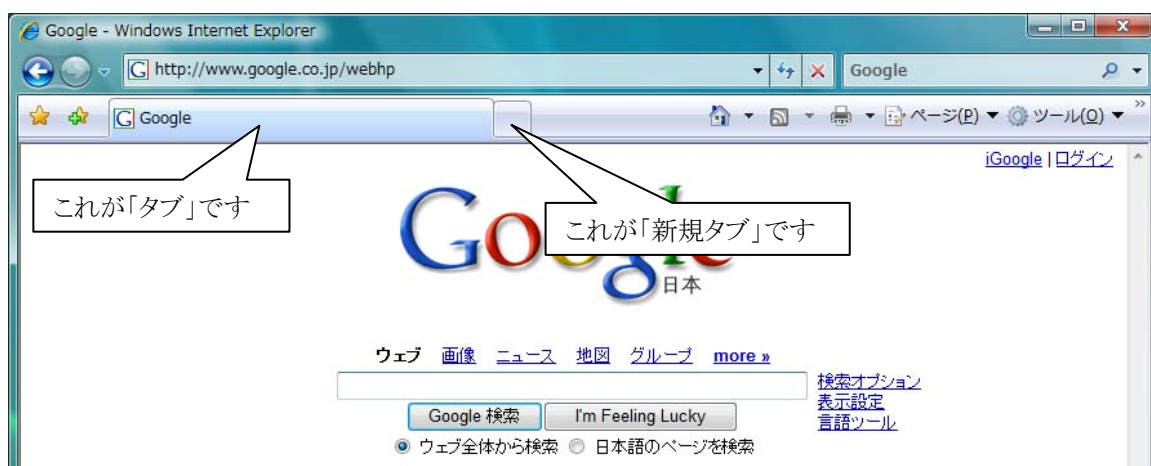 Google - Windows Internet Explorer
http://www.google.co.jp/webhp
Google
Google
ページ(P)
ツール(O)
iGoogle | ログイン
これが「タブ」です
これが「新規タブ」です
Google
日本
ウェブ 画像 ニュース 地図 グループ more »
検索オプション
表示設定
言語ツール
Google 検索 I'm Feeling Lucky
ウェブ全体から検索 日本語のページを検索